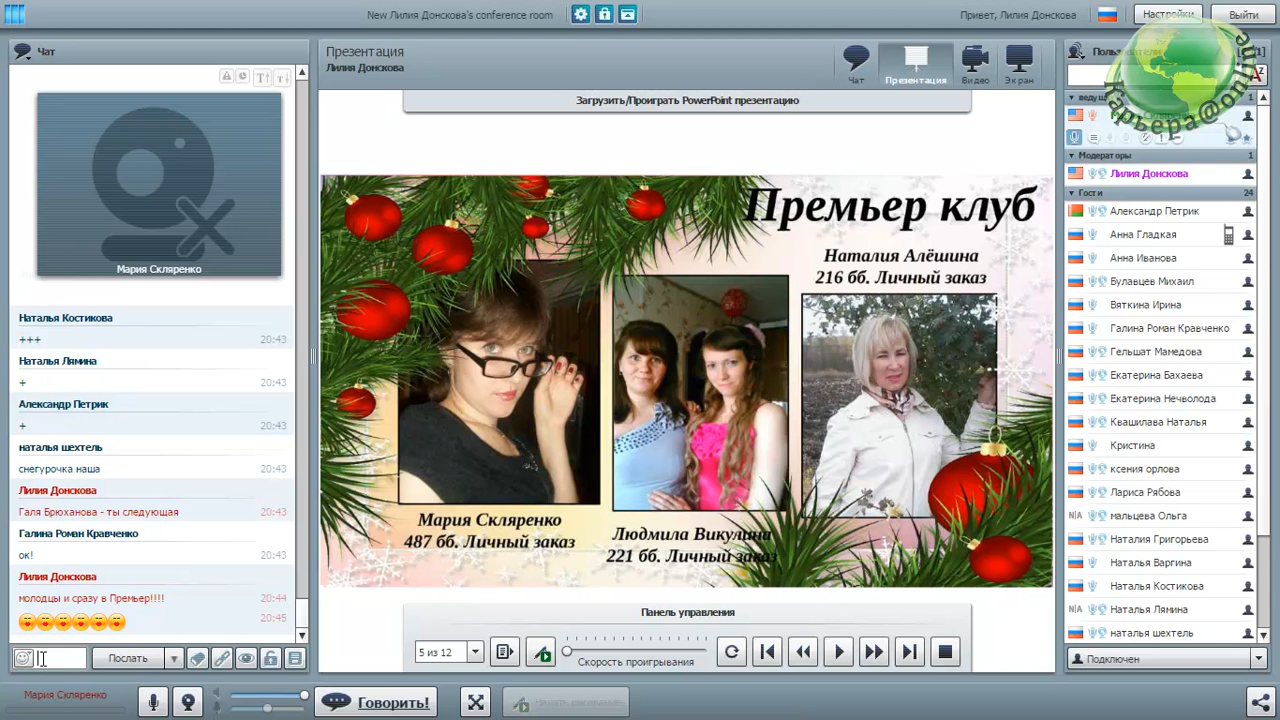 New Лилия Донскова's conference room
Привет, Лилия Донскова
Настройки
Выйти
Чат
Мария Скляренко
Наталья Костикова
+++ 20:43
Наталья Лямина
+ 20:43
Александр Петрик
+ 20:43
наталья шехтель
снегурочка наша 20:43
Лилия Донскова
Галя Брюханова - ты следующая 20:43
Галина Роман Кравченко
ок! 20:43
Лилия Донскова
молодцы и сразу в Премьер!!!! 20:44
20:45
Послать
Презентация
Лилия Донскова
Чат
Презентация
Видео
Экран
Загрузить/Проиграть PowerPoint презентацию
Премьер клуб
Наталия Алёшина
216 бб. Личный заказ
Мария Скляренко
487 бб. Личный заказ
Людмила Викулина
221 бб. Личный заказ
Панель управления
5 из 12
Скорость проигрывания
Пользователи
карьера@online
ведущ 1
Модераторы 1
Лилия Донскова
Гости 24
Александр Петрик
Анна Гладкая
Анна Иванова
Булавцев Михаил
Вяткина Ирина
Галина Роман Кравченко
Гельшат Мамедова
Екатерина Бахаева
Екатерина Нечволода
Квашилава Наталья
Кристина
ксения орлова
Лариса Рябова
N|A мальцева Ольга
Наталия Григорьева
Наталья Варгина
Наталья Костикова
N|A Наталья Лямина
наталья шехтель
Подключен
Мария Скляренко
Говорить!